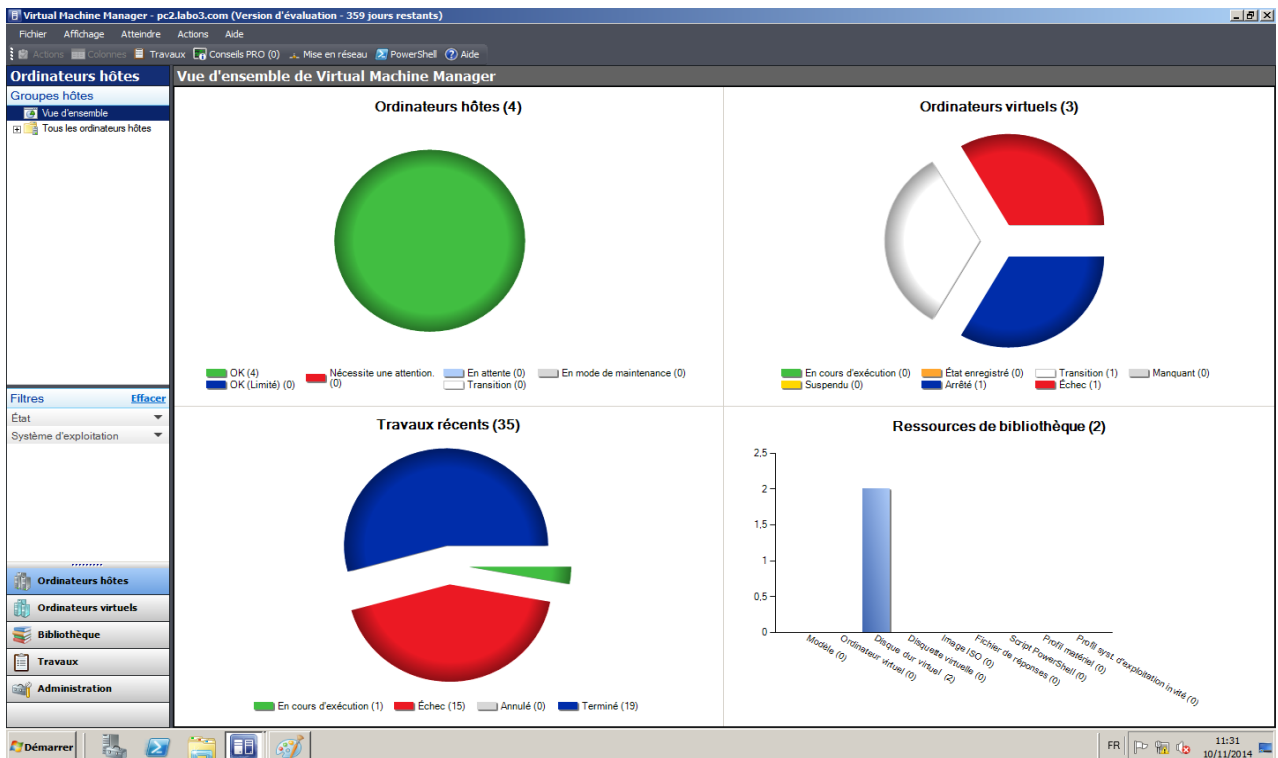 Virtual Machine Manager - pc2.labo3.com (Version d'évaluation - 359 jours restants)
Fichier Affichage Atteindre Actions Aide
Actions Colonnes Travaux Conseils PRO (0) Mise en réseau PowerShell Aide
Ordinateurs hôtes
Groupes hôtes
Vue d'ensemble
Tous les ordinateurs hôtes
Filtres Effacer
État
Système d'exploitation
Ordinateurs hôtes
Ordinateurs virtuels
Bibliothèque
Travaux
Administration
Vue d'ensemble de Virtual Machine Manager
Ordinateurs hôtes (4)
OK (4)
OK (Limité) (0)
Nécessite une attention.
(0)
En attente (0)
Transition (0)
En mode de maintenance (0)
Ordinateurs virtuels (3)
En cours d'exécution (0)
Suspendu (0)
État enregistré (0)
Arrêté (1)
Transition (1)
Échec (1)
Manquant (0)
Travaux récents (35)
En cours d'exécution (1) Échec (15) Annulé (0) Terminé (19)
Ressources de bibliothèque (2)
2,5
2
1,5
1
0,5
0
Modèle (0)
Ordinateur virtuel (0)
Disque dur virtuel (2)
Disquette virtuelle (0)
Image ISO (0)
Fichier de réponses (0)
Script PowerShell (0)
Profil matériel (0)
Profil syst. d'exploitation invité (0)
Démarrer
FR
11:31
10/11/2014